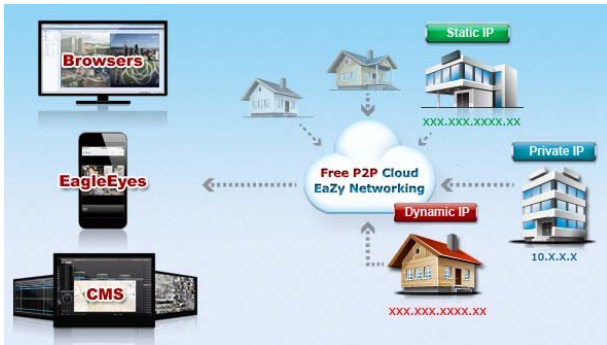 Browsers
EagleEyes
CMS
Static IP
XXX.XXX.XXXX.XX
Free P2P Cloud
EaZy Networking
Private IP
10.X.X.X
Dynamic IP
XXX.XXX.XXXX.XX